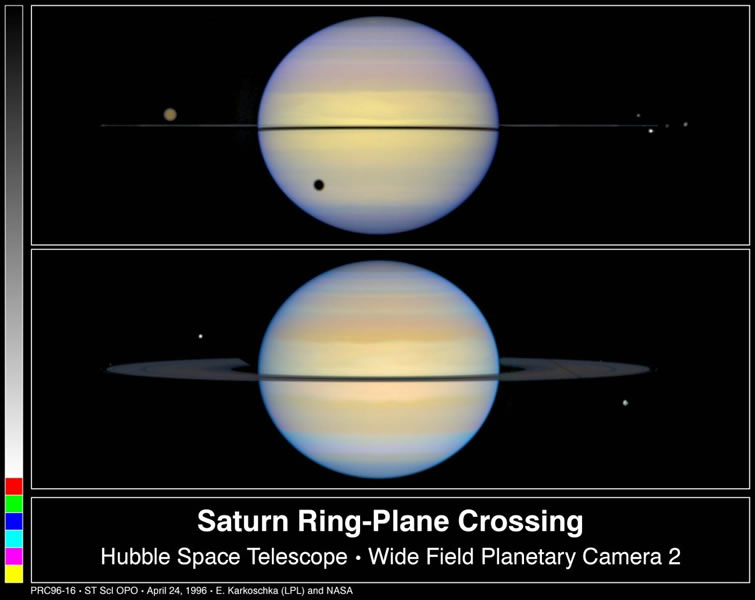 Saturn Ring-Plane Crossing
Hubble Space Telescope • Wide Field Planetary Camera 2
PRC96-16 • ST ScI OPO • April 24, 1996 • E. Karkoschka (LPL) and NASA